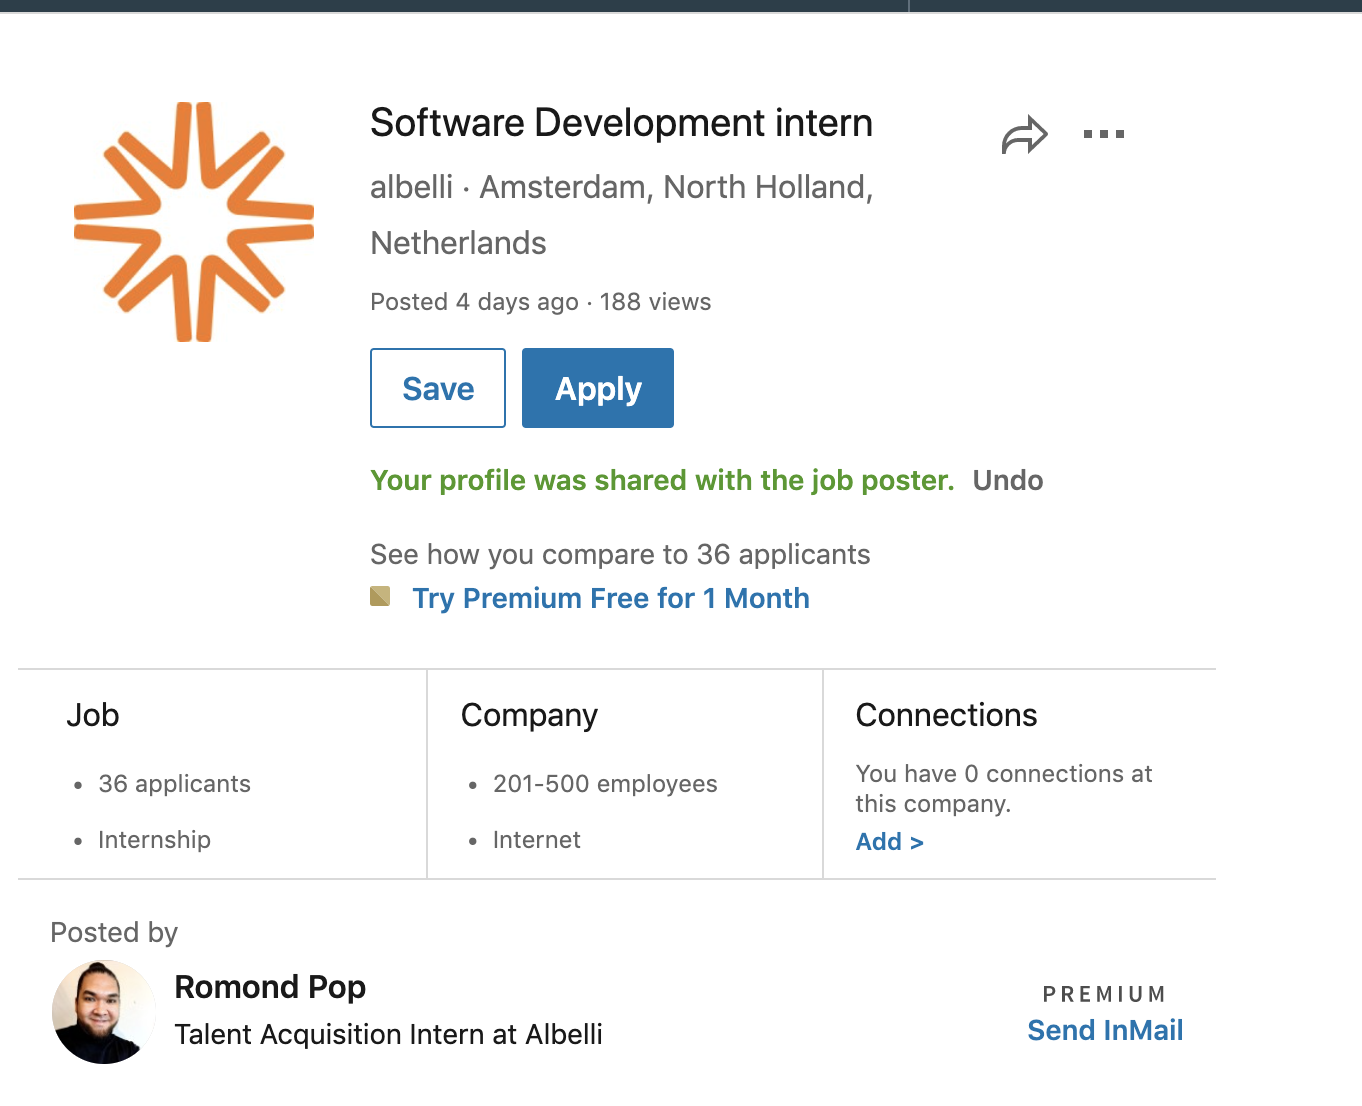 Software Development intern
albelli · Amsterdam, North Holland,
Netherlands
Posted 4 days ago · 188 views
Save Apply
Your profile was shared with the job poster. Undo
See how you compare to 36 applicants
Try Premium Free for 1 Month
Job
• 36 applicants
• Internship
Company
• 201-500 employees
• Internet
Connections
You have 0 connections at
this company.
Add >
Posted by
Romond Pop
Talent Acquisition Intern at Albelli
PREMIUM
Send InMail